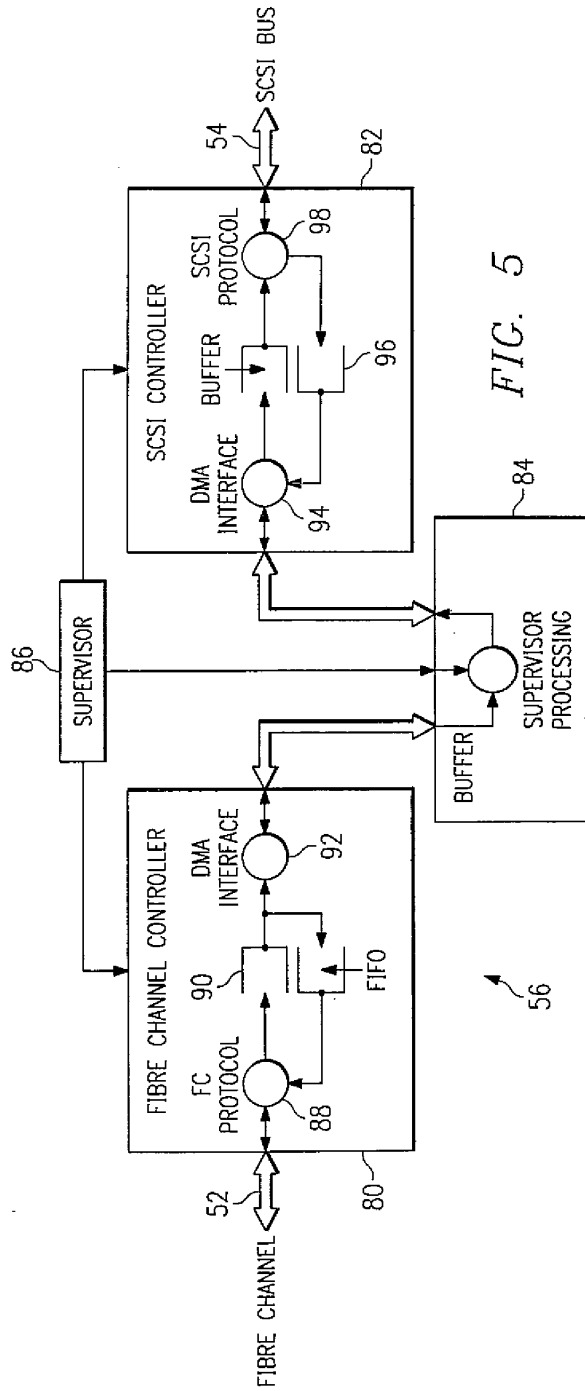 86
SUPERVISOR
FIBRE CHANNEL CONTROLLER
FC PROTOCOL
88
90
FIFO
DMA INTERFACE
92
80
FIBRE CHANNEL
52
SCSI CONTROLLER
DMA INTERFACE
94
BUFFER
96
SCSI PROTOCOL
98
82
54
SCSI BUS
BUFFER
SUPERVISOR PROCESSING
84
56
FIG. 5